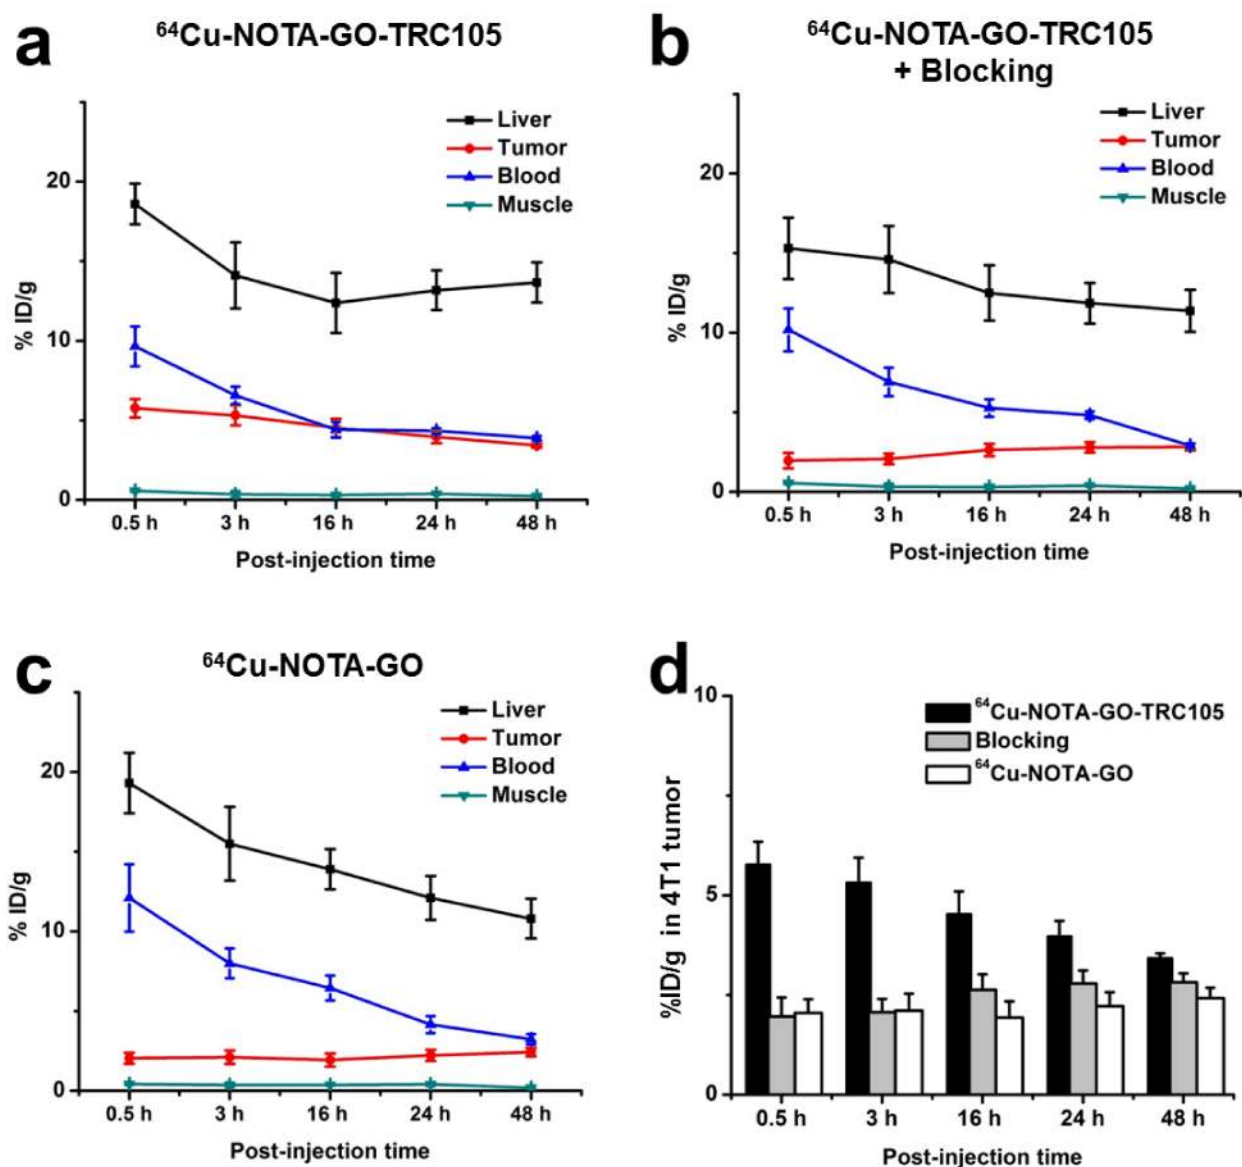 a
⁶⁴Cu-NOTA-GO-TRC105
Liver
Tumor
Blood
Muscle
20
10
0
% ID/g
0.5 h 3 h 16 h 24 h 48 h
Post-injection time
b
⁶⁴Cu-NOTA-GO-TRC105
+ Blocking
Liver
Tumor
Blood
Muscle
20
10
0
% ID/g
0.5 h 3 h 16 h 24 h 48 h
Post-injection time
c
⁶⁴Cu-NOTA-GO
Liver
Tumor
Blood
Muscle
20
10
0
% ID/g
0.5 h 3 h 16 h 24 h 48 h
Post-injection time
d
⁶⁴Cu-NOTA-GO-TRC105
Blocking
⁶⁴Cu-NOTA-GO
10
5
0
%ID/g in 4T1 tumor
0.5 h 3 h 16 h 24 h 48 h
Post-injection time